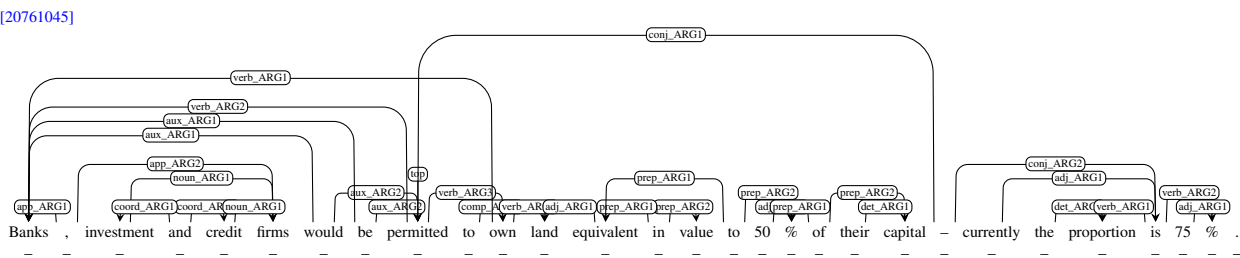 [20761045]
conj_ARG1
verb_ARG1
verb_ARG2
aux_ARG1
aux_ARG1
app_ARG2 conj_ARG2
top
noun_ARG1 prep_ARG1 adj_ARG1
aux_ARG2 verb_ARG3 prep_ARG2 prep_ARG2 verb_ARG2
app_ARG1 coord_ARG1 noun_ARG1 adj_ARG1 prep_ARG1 prep_ARG2 prep_ARG1 det_ARG1 verb_ARG1 adj_ARG1
Banks , investment and credit firms would be permitted to own land equivalent in value to 50 % of their capital – currently the proportion is 75 % .
_ _ _ _ _ _ _ _ _ _ _ _ _ _ _ _ _ _ _ _ _ _ _ _ _ _ _ _ _